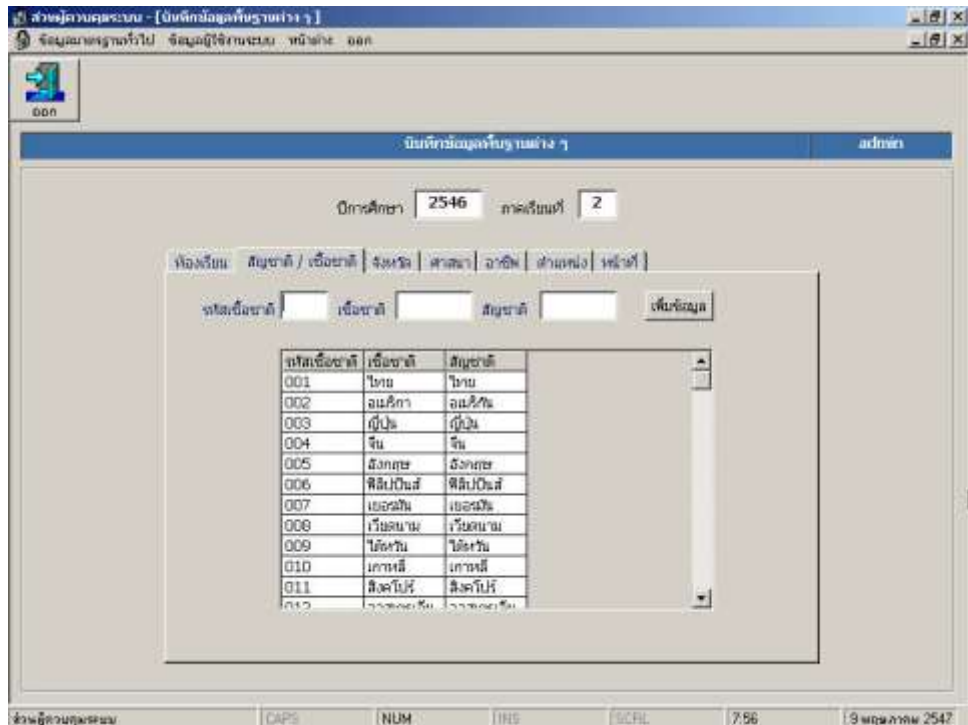 ส่วนผู้ควบคุมระบบ - [บันทึกข้อมูลพื้นฐานต่าง ๆ ]
ข้อมูลมาตรฐานทั่วไป ข้อมูลผู้ใช้งานระบบ หน้าต่าง ออก
ออก
บันทึกข้อมูลพื้นฐานต่าง ๆ admin
ปีการศึกษา 2546 ภาคเรียนที่ 2
ห้องเรียน สัญชาติ / เชื้อชาติ จังหวัด ศาสนา อาชีพ ตำแหน่ง หน้าที่
รหัสเชื้อชาติ เชื้อชาติ สัญชาติ เพิ่มข้อมูล
รหัสเชื้อชาติ เชื้อชาติ สัญชาติ
001 ไทย ไทย
002 อเมริกา อเมริกัน
003 ญี่ปุ่น ญี่ปุ่น
004 จีน จีน
005 อังกฤษ อังกฤษ
006 ฟิลิปปินส์ ฟิลิปปินส์
007 เยอรมัน เยอรมัน
008 เวียดนาม เวียดนาม
009 ไต้หวัน ไต้หวัน
010 เกาหลี เกาหลี
011 สิงคโปร์ สิงคโปร์
012
ส่วนผู้ควบคุมระบบ CAPS NUM INS SCRL 7:56 9 พฤษภาคม 2547